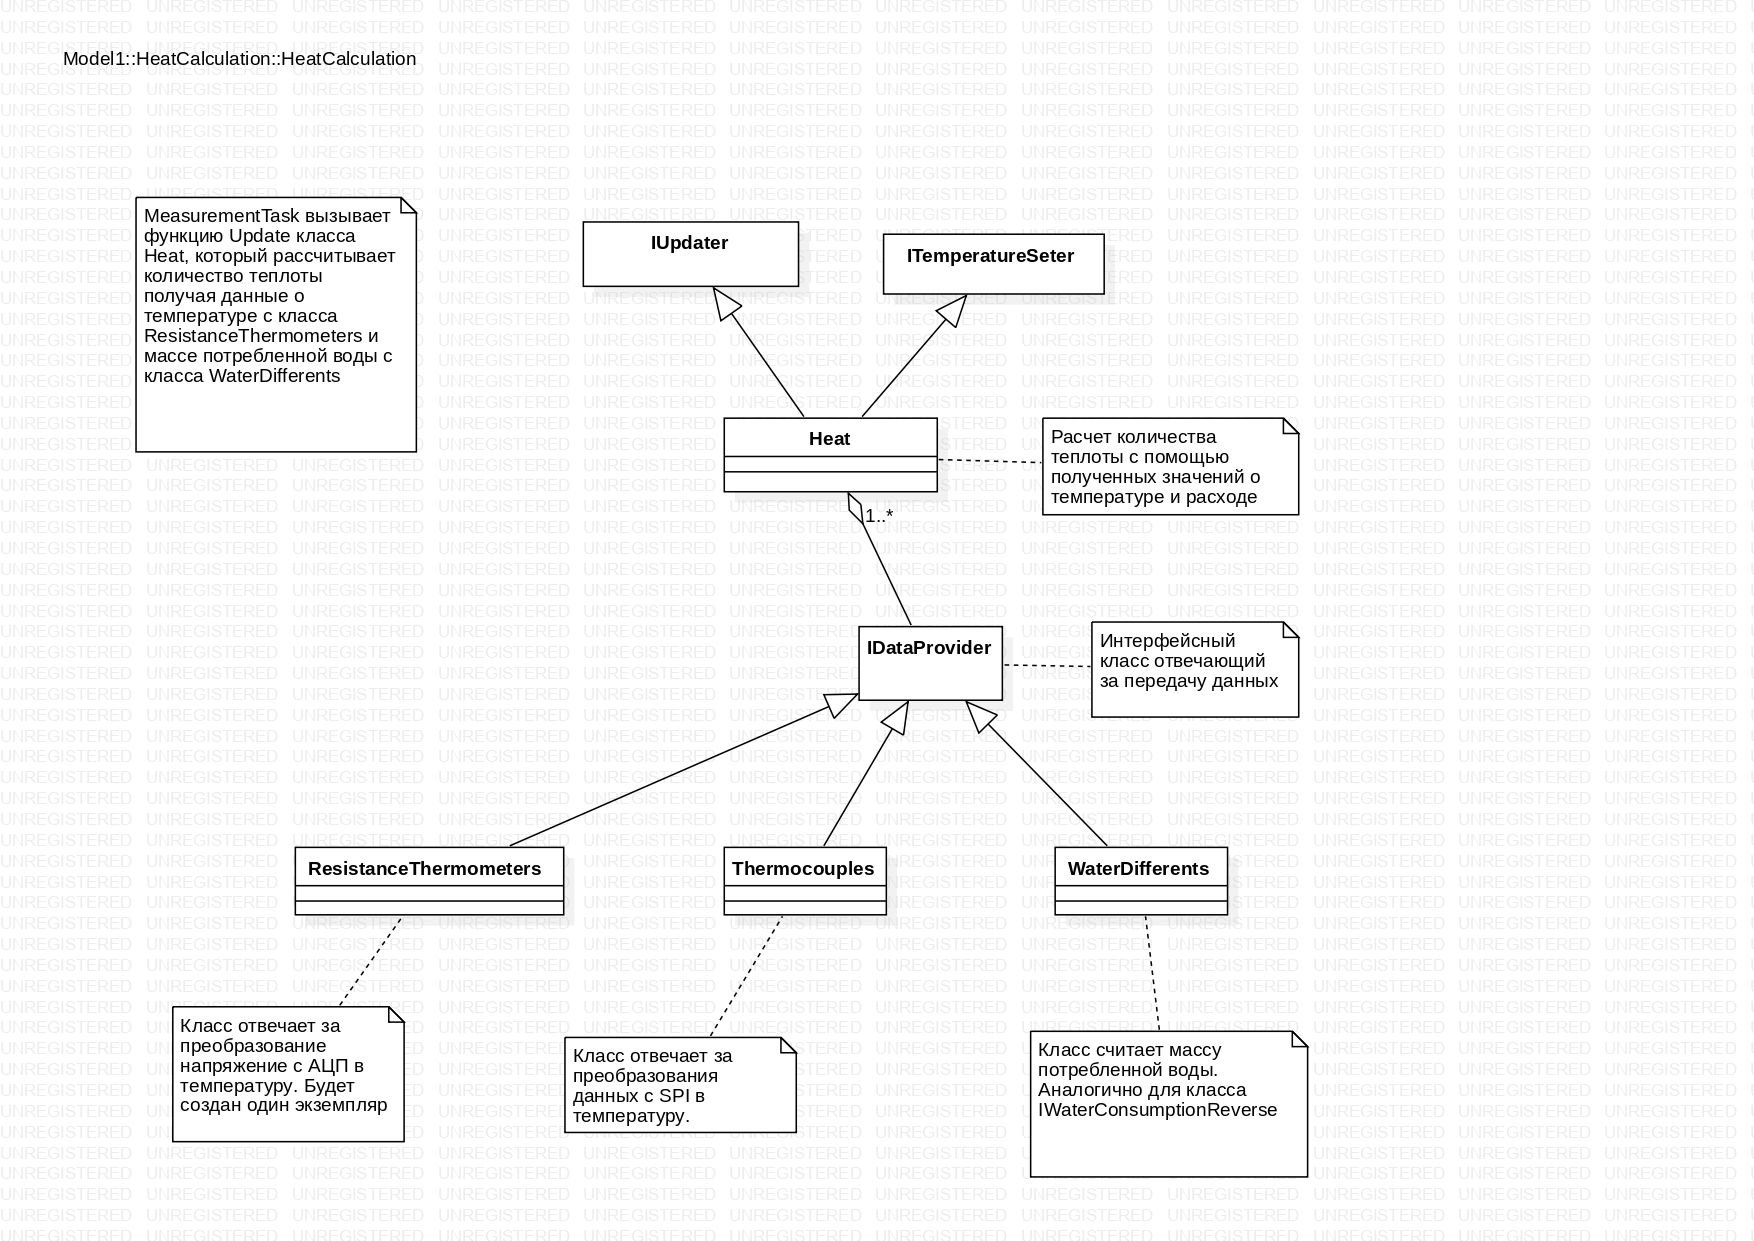 Model1::HeatCalculation::HeatCalculation
MeasurementTask вызывает
функцию Update класса
Heat, который рассчитывает
количество теплоты
получая данные о
температуре с класса
ResistanceThermometers и
массе потребленной воды с
класса WaterDifferents
IUpdater
ITemperatureSeter
Heat
Расчет количества
теплоты с помощью
полученных значений о
температуре и расходе
1..*
IDataProvider
Интерфейсный
класс отвечающий
за передачу данных
ResistanceThermometers
Thermocouples
WaterDifferents
Класс отвечает за
преобразование
напряжение с АЦП в
температуру. Будет
создан один экземпляр
Класс отвечает за
преобразования
данных с SPI в
температуру.
Класс считает массу
потребленной воды.
Аналогично для класса
IWaterConsumptionReverse
UNREGISTERED